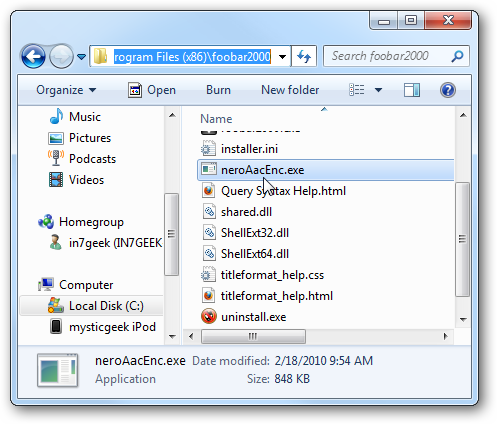 rogram Files (x86)\foobar2000
Search foobar2000
Organize
Open
Burn
New folder
Music
Pictures
Podcasts
Videos
Homegroup
in7geek (IN7GEEK
Computer
Local Disk (C:)
mysticgeek iPod
Name
installer.ini
neroAacEnc.exe
Query Syntax Help.html
shared.dll
ShellExt32.dll
ShellExt64.dll
titleformat_help.css
titleformat_help.html
uninstall.exe
neroAacEnc.exe Date modified: 2/18/2010 9:54 AM
Application Size: 848 KB